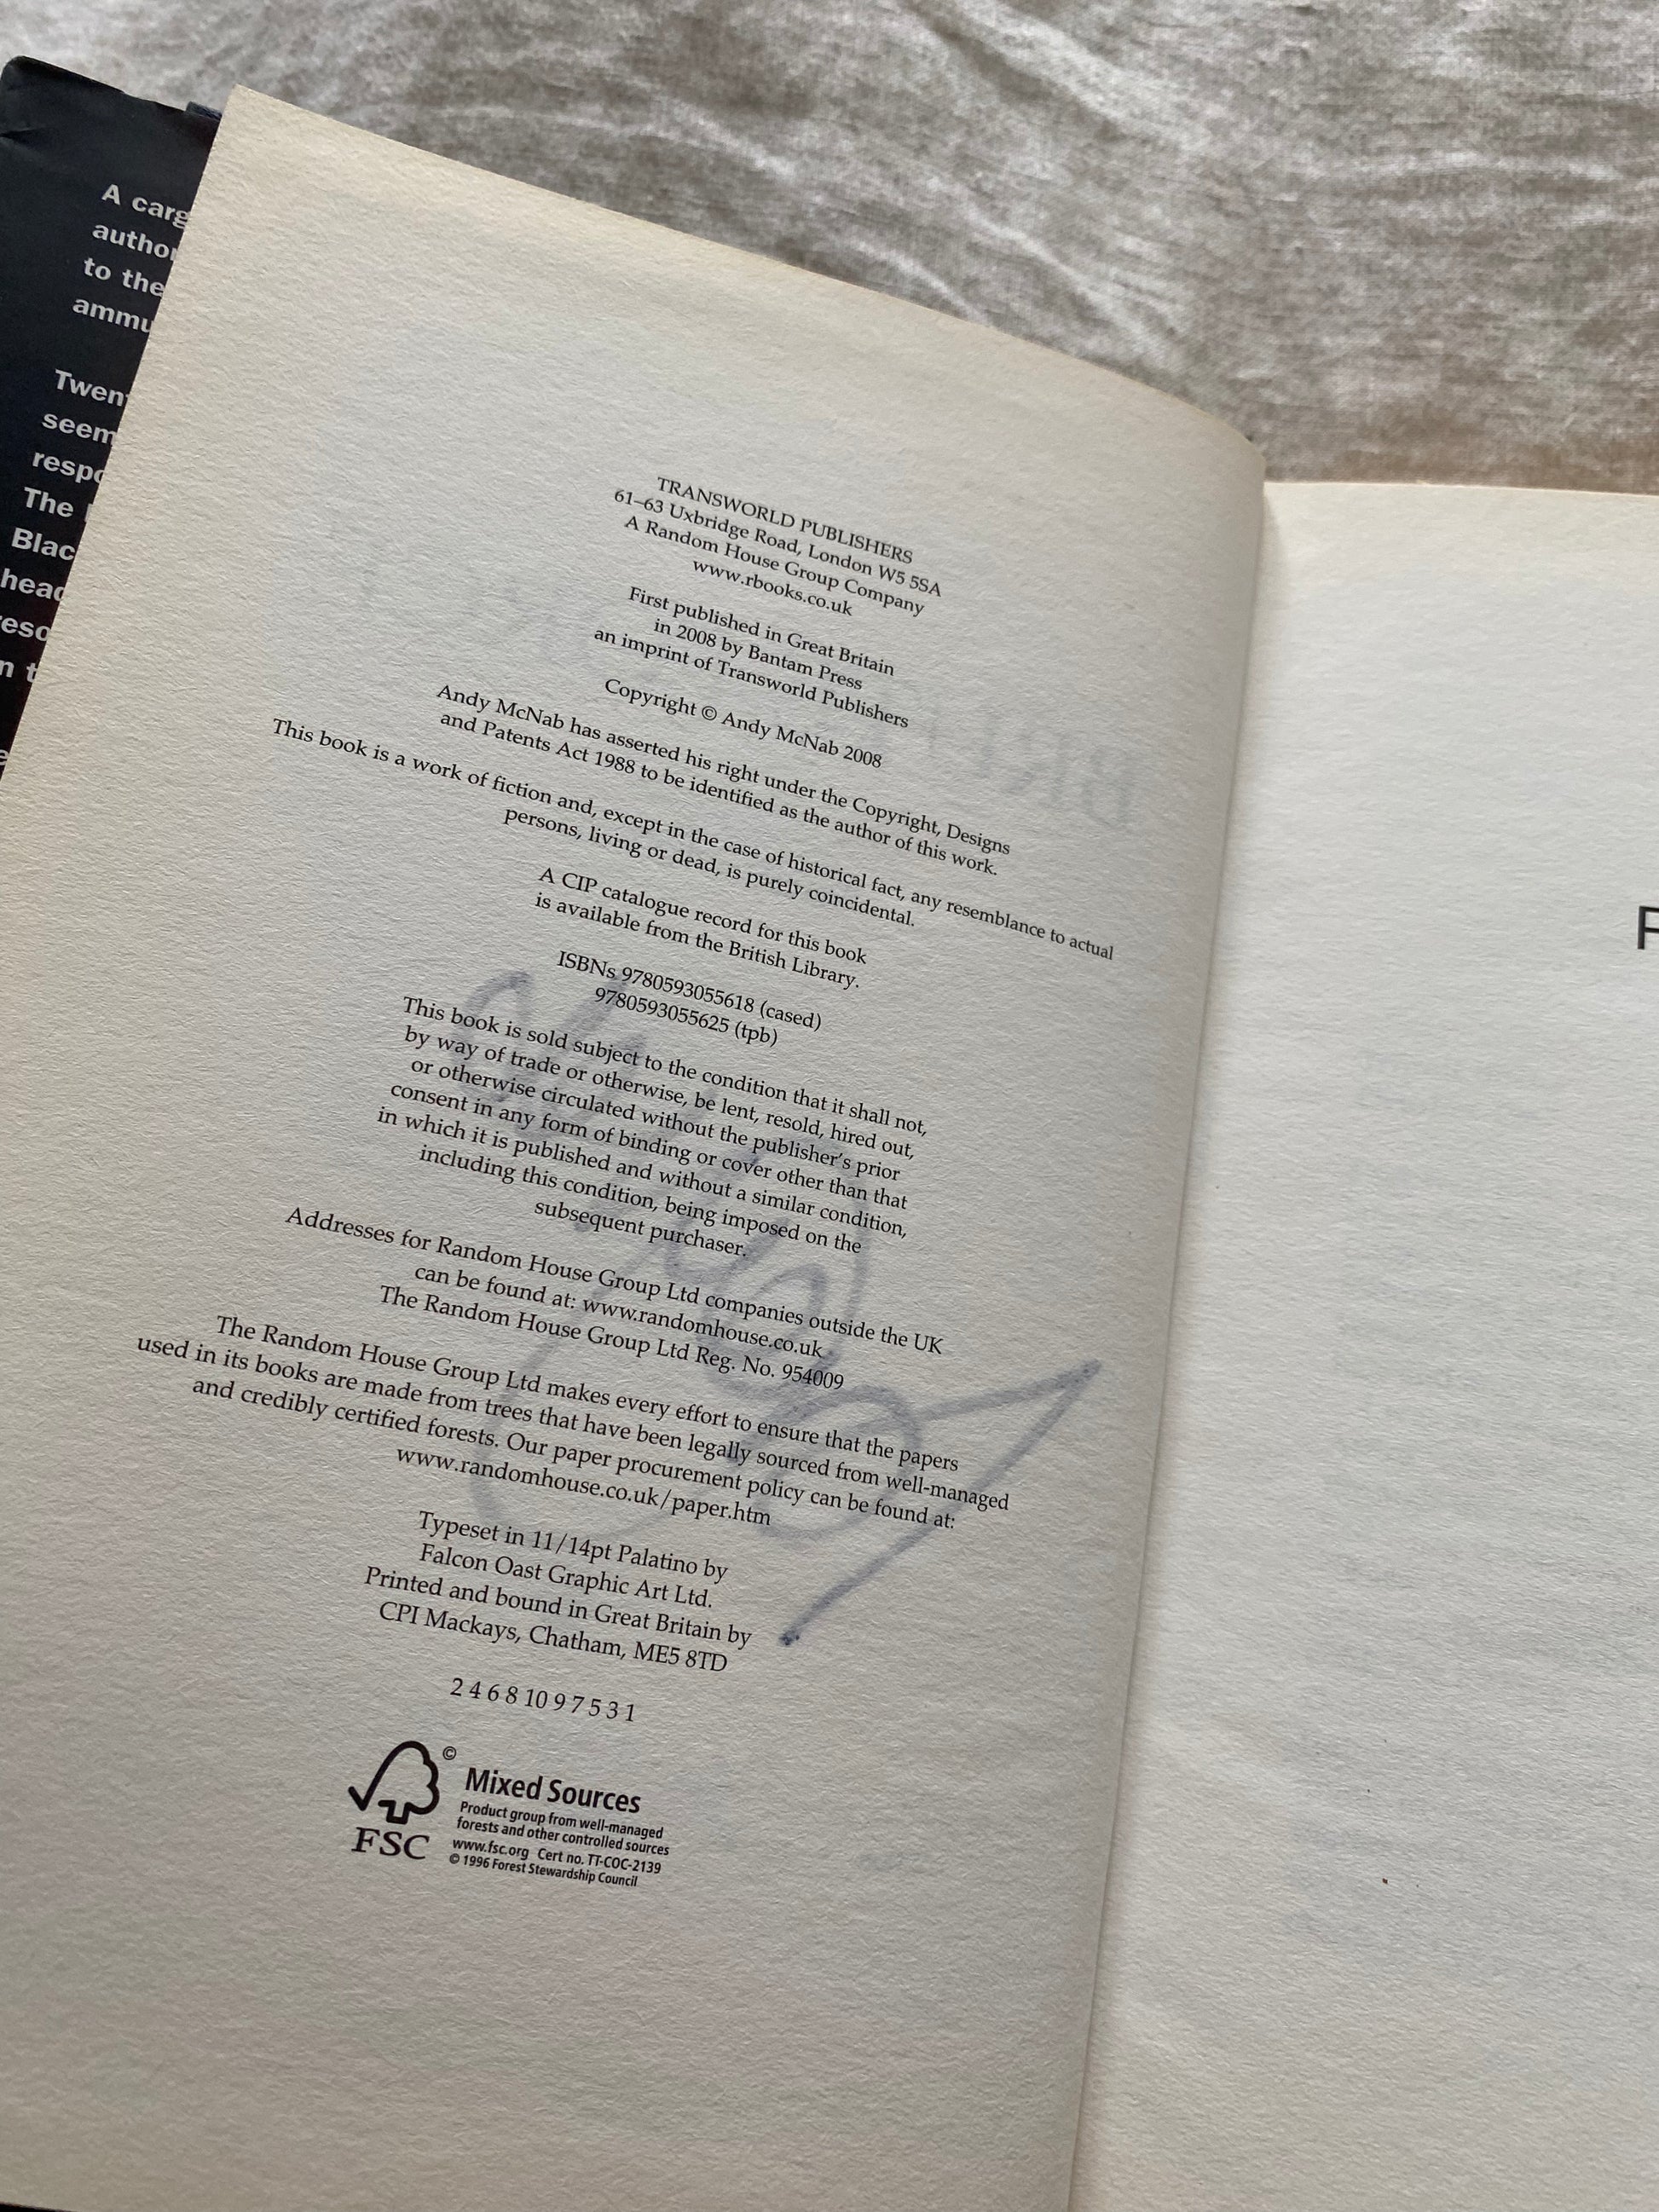 A
autho
to the
ammu
Twen
seem
resp
The
Blac
head
reso
n t
TRANSWORLD PUBLISHERS
61–63 Uxbridge Road, London W5 5SA
A Random House Group Company
www.rbooks.co.uk
First published in Great Britain
in 2008 by Bantam Press
an imprint of Transworld Publishers
Copyright © Andy McNab 2008
Andy McNab has asserted his right under the Copyright, Designs
and Patents Act 1988 to be identified as the author of this work.
This book is a work of fiction and, except in the case of historical fact, any resemblance to actual
persons, living or dead, is purely coincidental.
A CIP catalogue record for this book
is available from the British Library.
ISBNs 9780593055618 (cased)
9780593055625 (tpb)
This book is sold subject to the condition that it shall not,
by way of trade or otherwise, be lent, resold, hired out,
or otherwise circulated without the publisher's prior
consent in any form of binding or cover other than that
in which it is published and without a similar condition,
including this condition, being imposed on the
subsequent purchaser.
Addresses for Random House Group Ltd companies outside the UK
can be found at: www.randomhouse.co.uk
The Random House Group Ltd Reg. No. 954009
The Random House Group Ltd makes every effort to ensure that the papers
used in its books are made from trees that have been legally sourced from well-managed
and credibly certified forests. Our paper procurement policy can be found at:
www.randomhouse.co.uk/paper.htm
Typeset in 11/14pt Palatino by
Falcon Oast Graphic Art Ltd.
Printed and bound in Great Britain by
CPI Mackays, Chatham, ME5 8TD
2 4 6 8 10 9 7 5 3 1
©
FSC
Mixed Sources
Product group from well-managed
forests and other controlled sources
www.fsc.org Cert no. TT-COC-2139
© 1996 Forest Stewardship Council
F